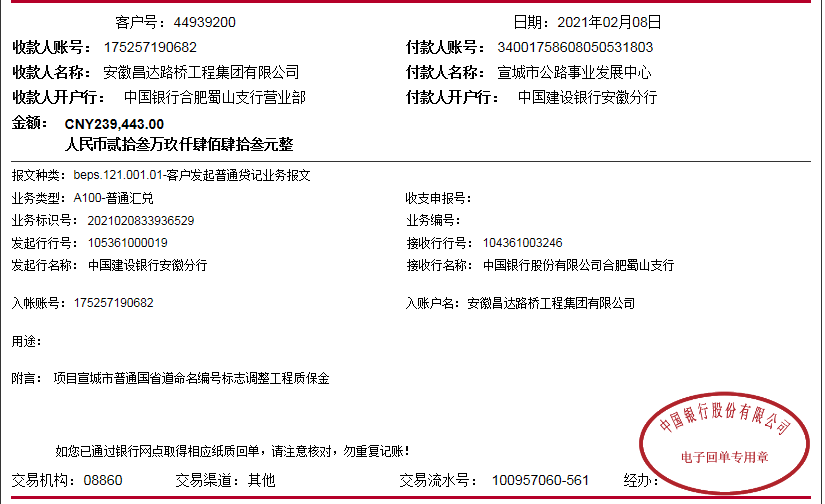 客户号：44939200 日期：2021年02月08日
收款人账号：175257190682 付款人账号：34001758608050531803
收款人名称：安徽昌达路桥工程集团有限公司 付款人名称：宣城市公路事业发展中心
收款人开户行：中国银行合肥蜀山支行营业部 付款人开户行：中国建设银行安徽分行
金额：CNY239,443.00
人民币贰拾叁万玖仟肆佰肆拾叁元整
报文种类：beps.121.001.01-客户发起普通贷记业务报文
业务类型：A100-普通汇兑 收支申报号：
业务标识号：2021020833936529 业务编号：
发起行行号：105361000019 接收行行号：104361003246
发起行名称：中国建设银行安徽分行 接收行名称：中国银行股份有限公司合肥蜀山支行
入帐账号：175257190682 入账户名：安徽昌达路桥工程集团有限公司
用途：
附言：项目宣城市普通国省道命名编号标志调整工程质保金
中国银行股份有限公司
电子回单专用章
如您已通过银行网点取得相应纸质回单，请注意核对，勿重复记账！
交易机构：08860 交易渠道：其他 交易流水号：100957060-561 经办：